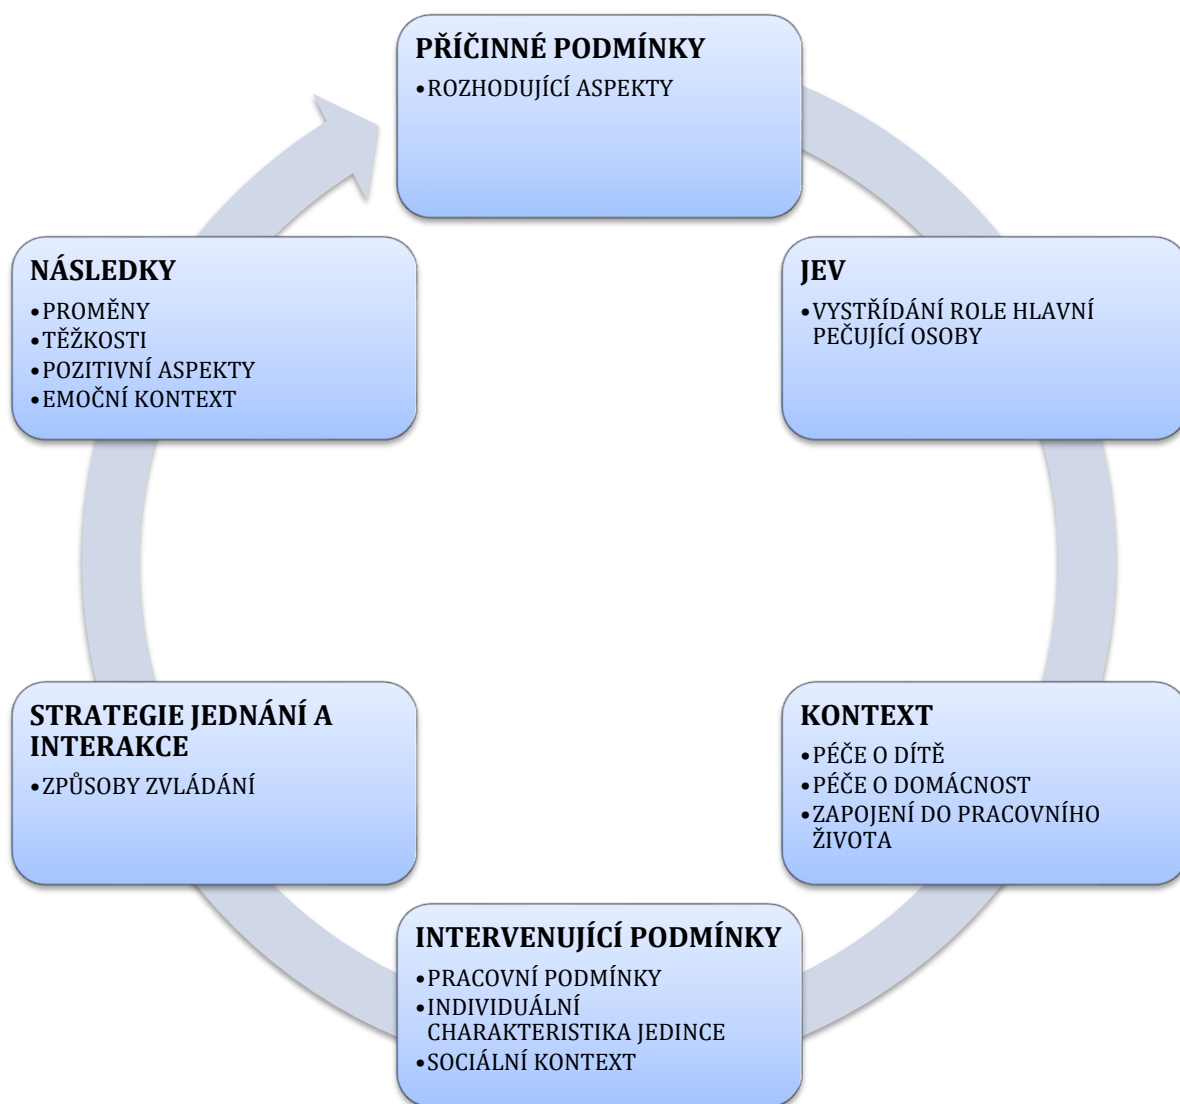 PŘÍČINNÉ PODMÍNKY
•ROZHODUJÍCÍ ASPEKTY
JEV
•VYSTŘÍDÁNÍ ROLE HLAVNÍ
PEČUJÍCÍ OSOBY
KONTEXT
•PÉČE O DÍTĚ
•PÉČE O DOMÁCNOST
•ZAPOJENÍ DO PRACOVNÍHO
ŽIVOTA
INTERVENUJÍCÍ PODMÍNKY
•PRACOVNÍ PODMÍNKY
•INDIVIDUÁLNÍ
CHARAKTERISTIKA JEDINCE
•SOCIÁLNÍ KONTEXT
STRATEGIE JEDNÁNÍ A
INTERAKCE
•ZPŮSOBY ZVLÁDÁNÍ
NÁSLEDKY
•PROMĚNY
•TĚŽKOSTI
•POZITIVNÍ ASPEKTY
•EMOČNÍ KONTEXT